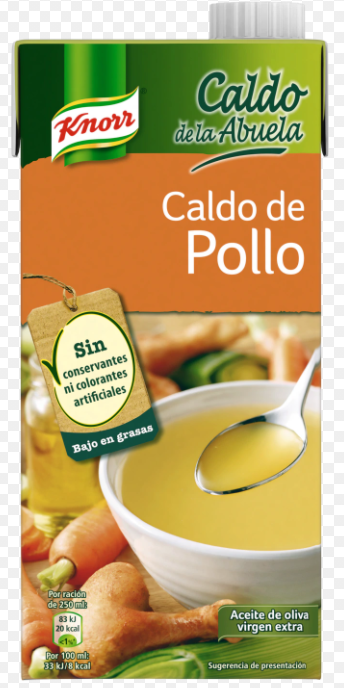 Knorr
Caldo
de la Abuela
Caldo de
Pollo
Sin
conservantes
ni colorantes
artificiales
Bajo en grasas
Por ración
de 250 ml:
83 kJ
20 kcal
<1%
Por 100 ml:
33 kJ/8 kcal
Aceite de oliva
virgen extra
Sugerencia de presentación